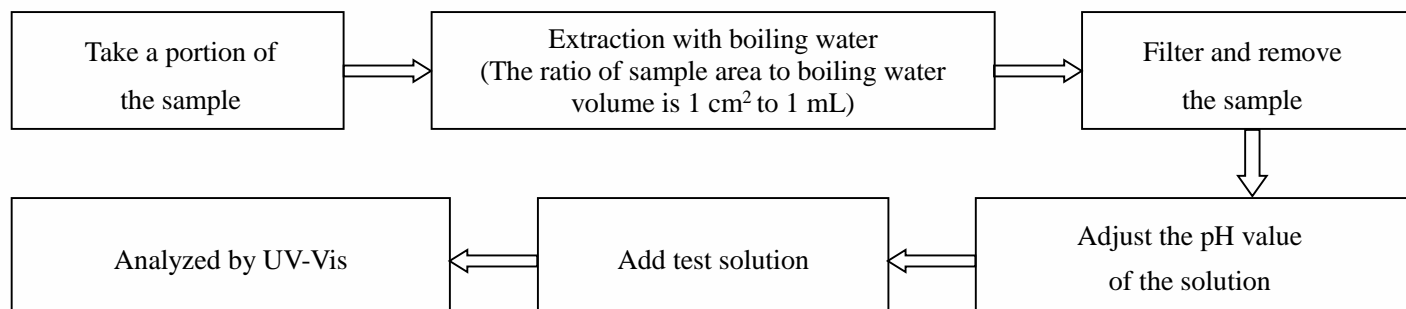 Take a portion of
the sample
Extraction with boiling water
(The ratio of sample area to boiling water
volume is 1 cm² to 1 mL)
Filter and remove
the sample
Adjust the pH value
of the solution
Add test solution
Analyzed by UV-Vis